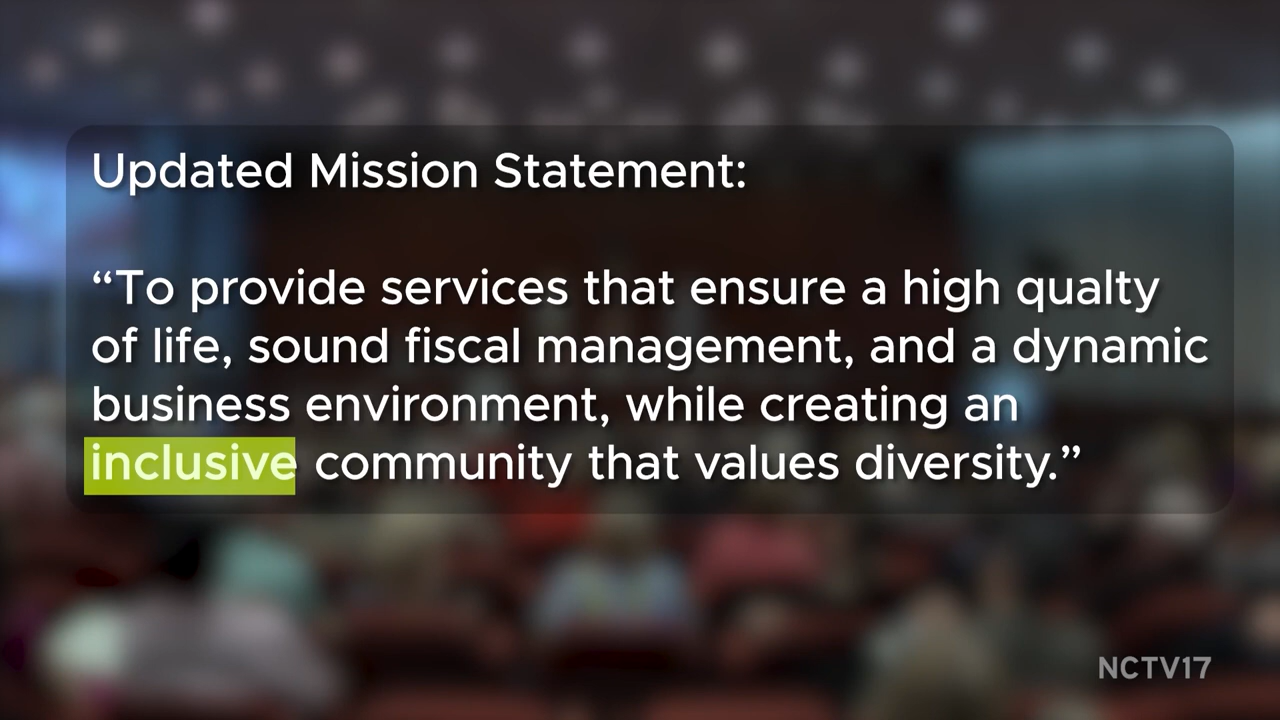 Updated Mission Statement:
“To provide services that ensure a high qualty
of life, sound fiscal management, and a dynamic
business environment, while creating an
inclusive community that values diversity.”
NCTV17